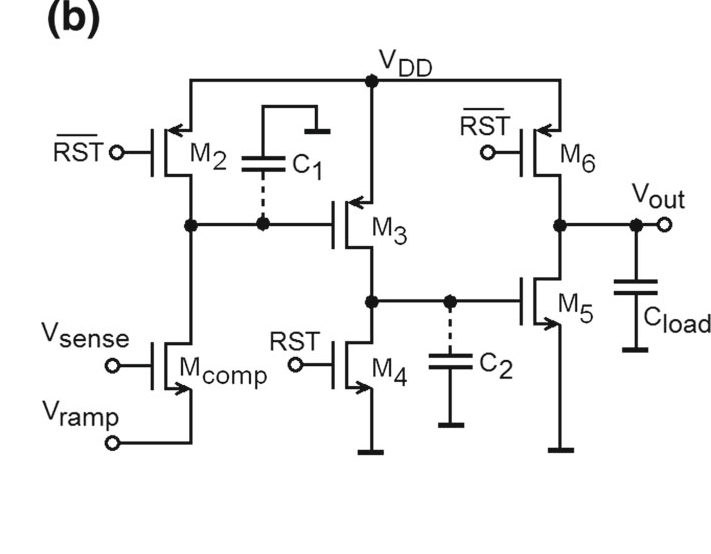 (b)
VDD
RST
M2
C1
RST
M6
Vout
M3
Vsense
Mcomp
RST
M4
C2
M5
Cload
Vramp